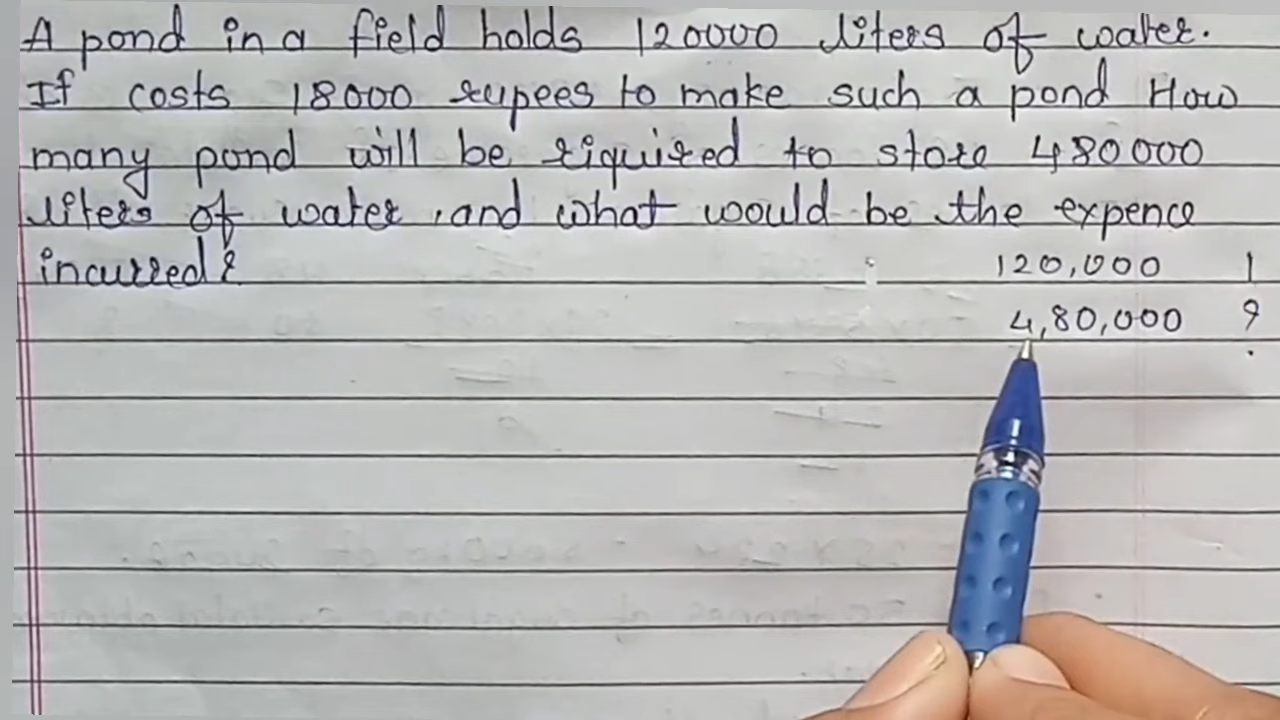 A pond in a field holds 120000 liters of water.
If costs 18000 rupees to make such a pond How
many pond will be riquired to store 480000
liters of water, and what would be the expence
incurred?
120,000 1
4,80,000 ?